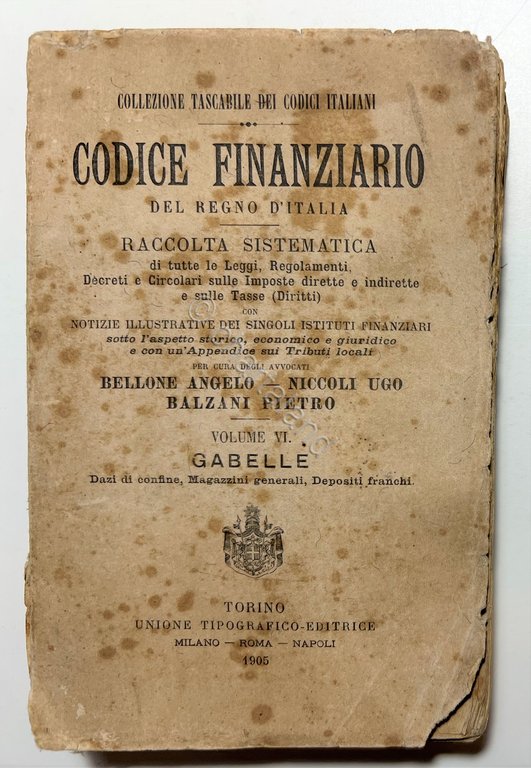 COLLEZIONE TASCABILE DEI CODICI ITALIANI
CODICE FINANZIARIO
DEL REGNO D'ITALIA
RACCOLTA SISTEMATICA
di tutte le Leggi, Regolamenti,
Decreti e Circolari sulle Imposte dirette e indirette
e sulle Tasse (Diritti)
CON
NOTIZIE ILLUSTRATIVE DEI SINGOLI ISTITUTI FINANZIARI
sotto l'aspetto storico, economico e giuridico
e con un'Appendice sui Tributi locali
PER CURA DEGLI AVVOCATI
BELLONE ANGELO — NICCOLI UGO
BALZANI PIETRO
VOLUME VI.
GABELLE
Dazi di confine, Magazzini generali, Depositi franchi.
TORINO
UNIONE TIPOGRAFICO-EDITRICE
MILANO — ROMA — NAPOLI
1905